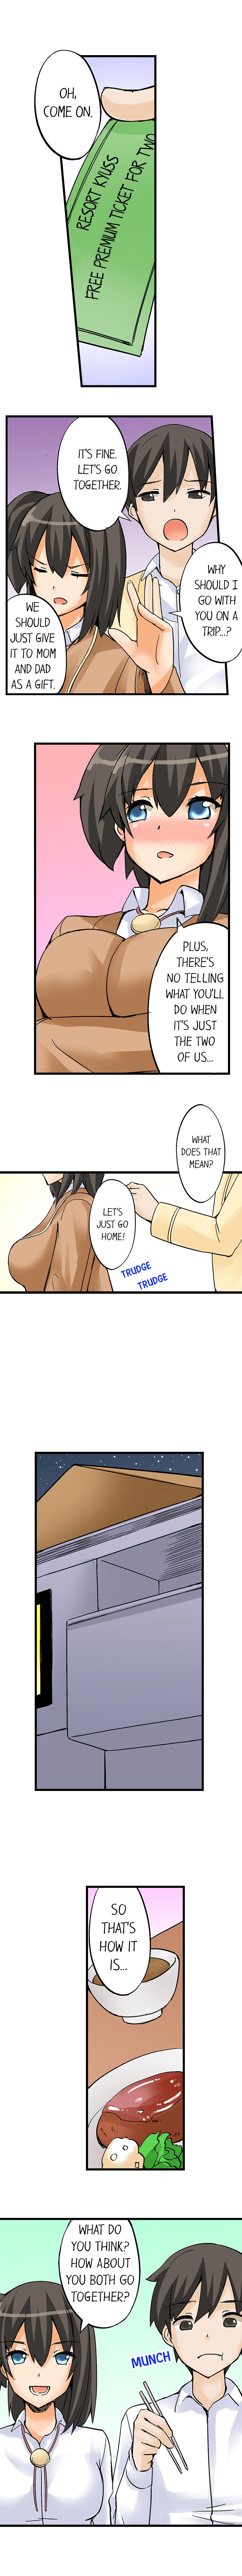 OH,
COME ON.
RESORT KYUSS
FREE PREMIUM TICKET FOR TWO
IT'S FINE.
LET'S GO
TOGETHER.
WHY
SHOULD I
GO WITH
YOU ON A
TRIP...?
WE
SHOULD
JUST GIVE
IT TO MOM
AND DAD
AS A GIFT.
PLUS,
THERE'S
NO TELLING
WHAT YOU'LL
DO WHEN
IT'S JUST
THE TWO
OF US...
WHAT
DOES THAT
MEAN?
LET'S
JUST GO
HOME!
TRUDGE
TRUDGE
SO
THAT'S
HOW IT
IS...
WHAT DO
YOU THINK?
HOW ABOUT
YOU BOTH GO
TOGETHER?
MUNCH